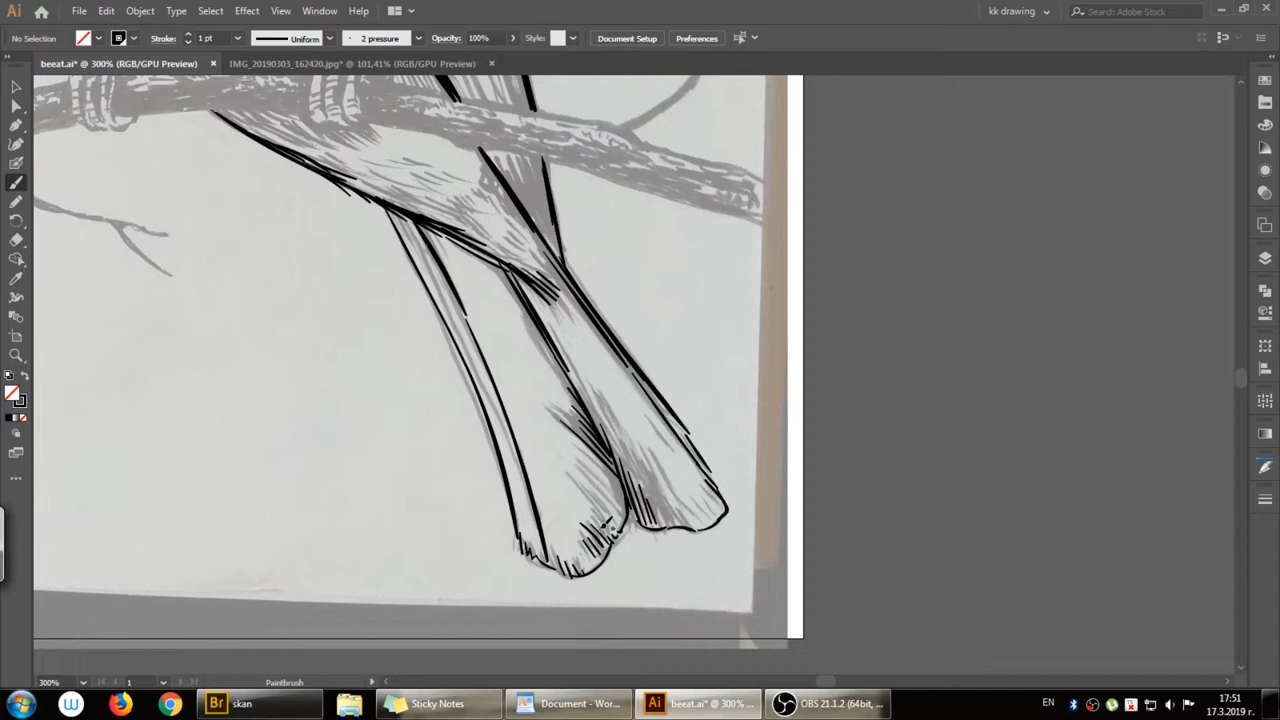 Ai File Edit Object Type Select Effect View Window Help kk drawing Search Adobe Stock
No Selection Stroke: 1 pt Uniform 2 pressure Opacity: 100% Style: Document Setup Preferences
beeat.ai* @ 300% (RGB/GPU Preview) × IMG_20190303_162420.jpg* @ 101,41% (RGB/GPU Preview) ×
300% 1 Paintbrush
Br skan Sticky Notes Document - Wor... Ai beeat.ai* @ 300% ... OBS 21.1.2 (64bit, ... EN 17:51
17.3.2019 г.